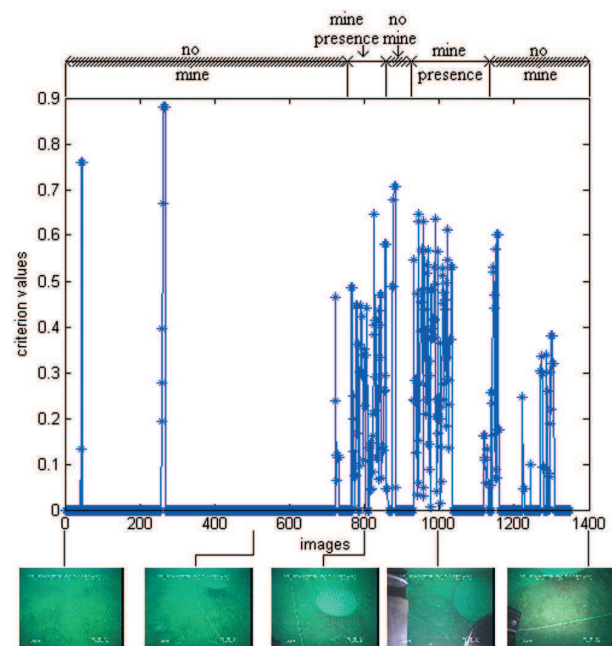 no
mine
mine
presence
no
mine
mine
presence
no
mine
0.9
0.8
0.7
0.6
0.5
0.4
0.3
0.2
0.1
0
criterion values
0 200 400 600 800 1000 1200 1400
images